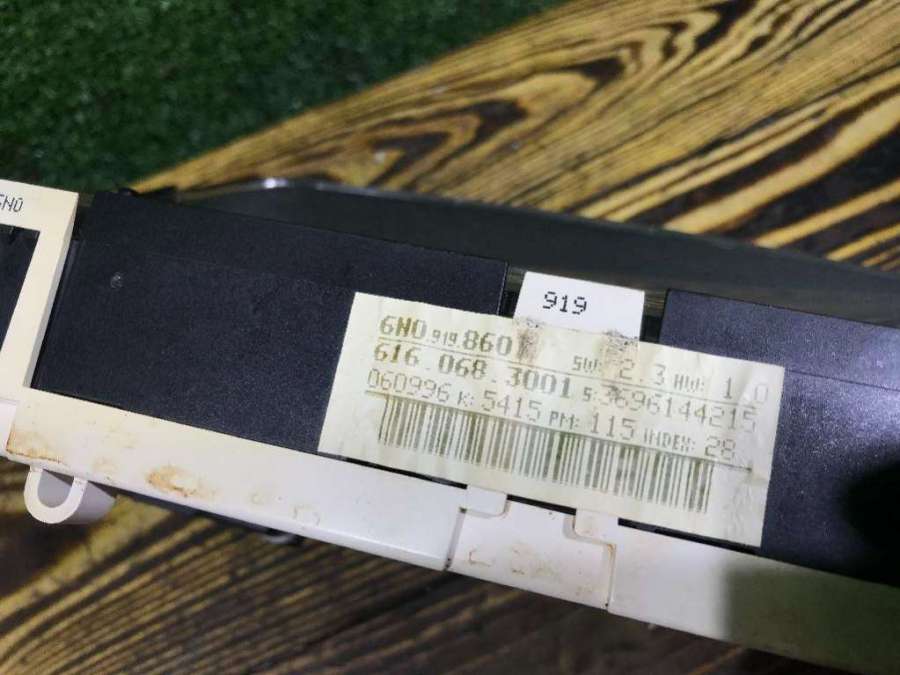 6N0
919
6N0.919.860 SW: 2.3 HW: 1.0
616.068.3001 S:3696144215
060996 K: 5415 PM: 115 INDEX: 28